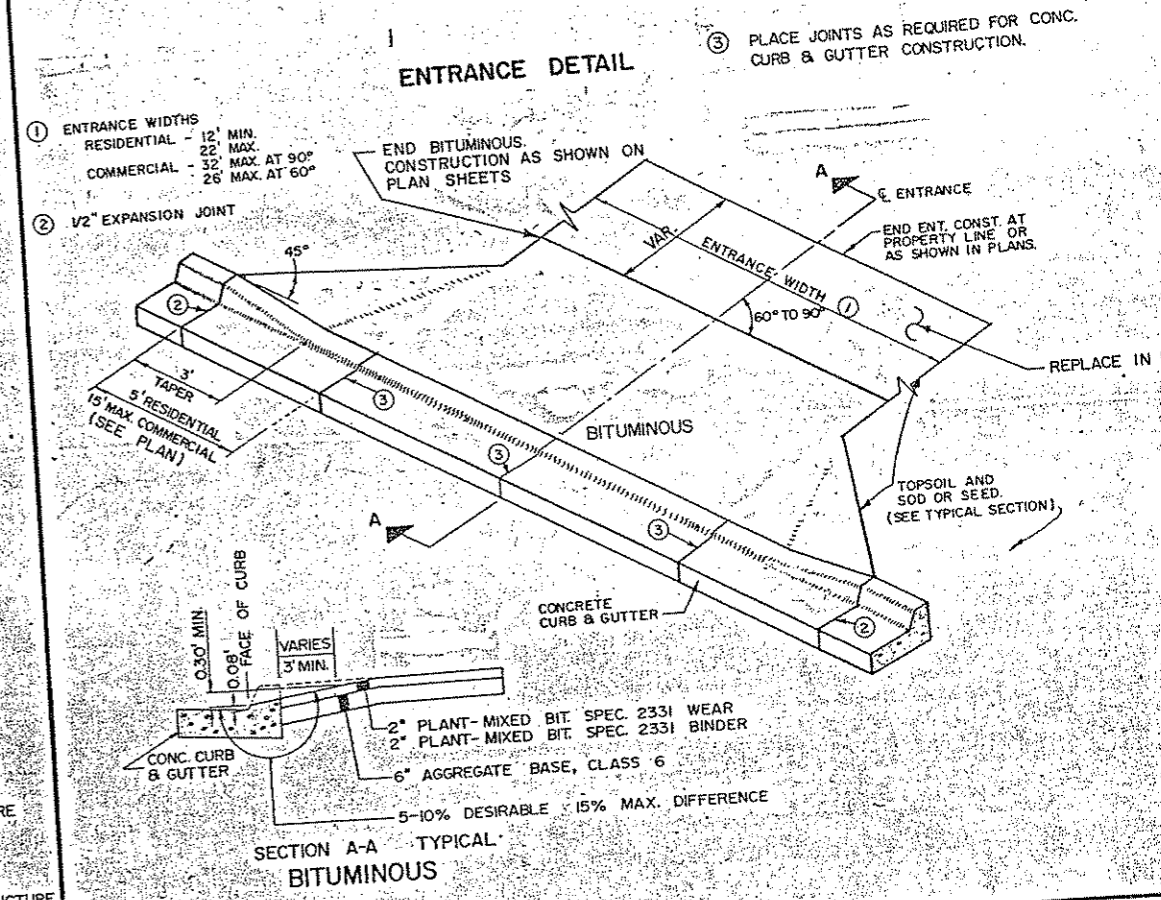 ENTRANCE DETAIL
③ PLACE JOINTS AS REQUIRED FOR CONC.
CURB & GUTTER CONSTRUCTION.
① ENTRANCE WIDTHS
RESIDENTIAL - 12' MIN.
22' MAX.
COMMERCIAL - 32' MAX. AT 90°
26' MAX. AT 60°
② 1/2" EXPANSION JOINT
END BITUMINOUS.
CONSTRUCTION AS SHOWN ON
PLAN SHEETS
A
℄ ENTRANCE
END ENT. CONST. AT
PROPERTY LINE OR
AS SHOWN IN PLANS.
VAR.
ENTRANCE WIDTH ①
60° TO 90°
45°
②
REPLACE IN
3'
TAPER
5' RESIDENTIAL
15' MAX. COMMERCIAL
(SEE PLAN)
③
BITUMINOUS
③
TOPSOIL AND
SOD OR SEED.
(SEE TYPICAL SECTION)
A
③
CONCRETE
CURB & GUTTER
②
0.30' MIN.
0.08'
FACE OF CURB
VARIES
3' MIN.
2" PLANT-MIXED BIT. SPEC. 2331 WEAR
2" PLANT-MIXED BIT. SPEC. 2331 BINDER
CONC. CURB
& GUTTER
6" AGGREGATE BASE, CLASS 6
5-10% DESIRABLE 15% MAX. DIFFERENCE
SECTION A-A TYPICAL
BITUMINOUS
RE
UCTURE